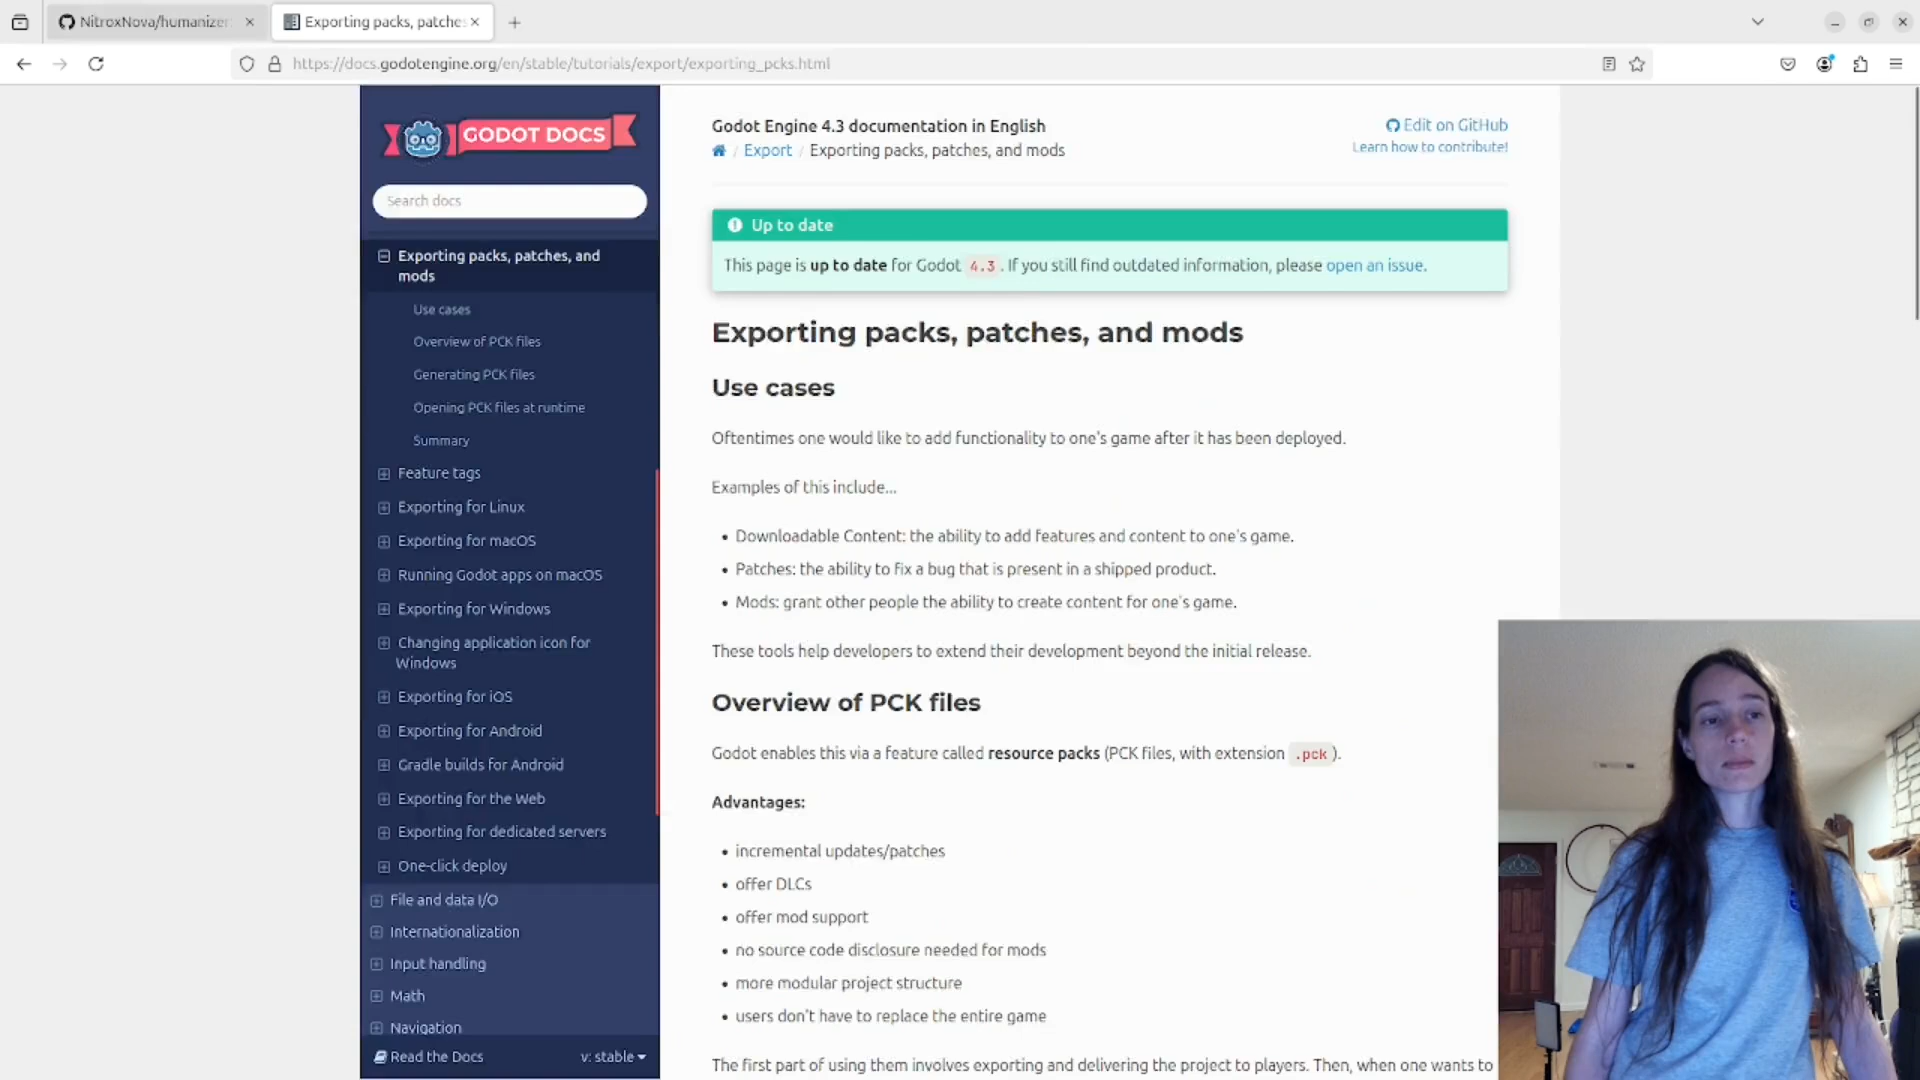 NitroxNova/humanizer
Exporting packs, patche
https://docs.godotengine.org/en/stable/tutorials/export/exporting_pcks.html
GODOT DOCS
Search docs
Exporting packs, patches, and
mods
Use cases
Overview of PCK files
Generating PCK files
Opening PCK files at runtime
Summary
Feature tags
Exporting for Linux
Exporting for macOS
Running Godot apps on macOS
Exporting for Windows
Changing application icon for
Windows
Exporting for iOS
Exporting for Android
Gradle builds for Android
Exporting for the Web
Exporting for dedicated servers
One-click deploy
File and data I/O
Internationalization
Input handling
Math
Navigation
Read the Docs
v: stable
Godot Engine 4.3 documentation in English
Edit on GitHub
/ Export / Exporting packs, patches, and mods
Learn how to contribute!
Up to date
This page is up to date for Godot 4.3. If you still find outdated information, please open an issue.
Exporting packs, patches, and mods
Use cases
Oftentimes one would like to add functionality to one's game after it has been deployed.
Examples of this include...
• Downloadable Content: the ability to add features and content to one's game.
• Patches: the ability to fix a bug that is present in a shipped product.
• Mods: grant other people the ability to create content for one's game.
These tools help developers to extend their development beyond the initial release.
Overview of PCK files
Godot enables this via a feature called resource packs (PCK files, with extension .pck).
Advantages:
• incremental updates/patches
• offer DLCs
• offer mod support
• no source code disclosure needed for mods
• more modular project structure
• users don't have to replace the entire game
The first part of using them involves exporting and delivering the project to players. Then, when one wants to